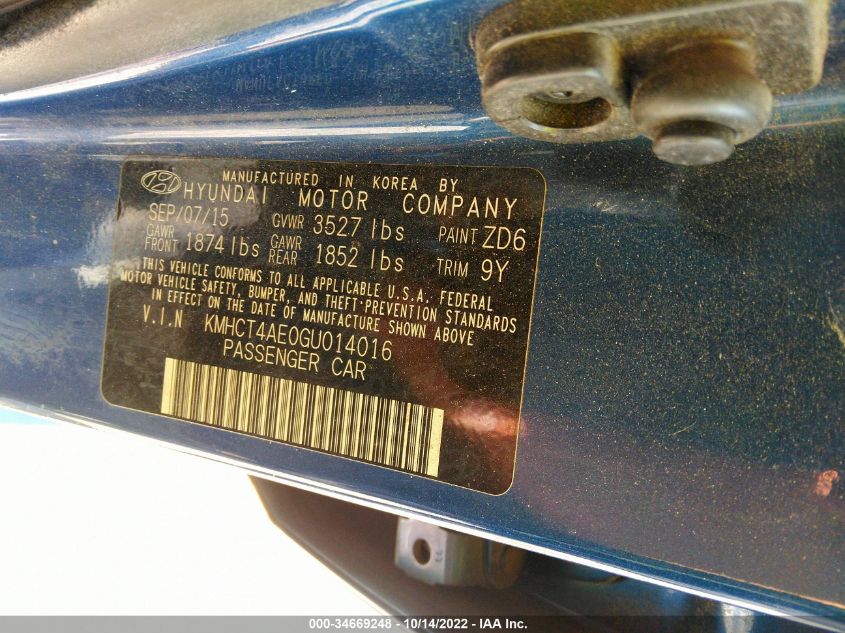 MANUFACTURED IN KOREA BY
HYUNDAI MOTOR COMPANY
SEP/07/15 GVWR 3527 lbs PAINT ZD6
GAWR FRONT 1874 lbs GAWR REAR 1852 lbs TRIM 9Y
THIS VEHICLE CONFORMS TO ALL APPLICABLE U.S.A. FEDERAL
MOTOR VEHICLE SAFETY, BUMPER, AND THEFT PREVENTION STANDARDS
IN EFFECT ON THE DATE OF MANUFACTURE SHOWN ABOVE
V.I.N KMHCT4AE0GU014016
PASSENGER CAR
000-34669248 - 10/14/2022 - IAA Inc.